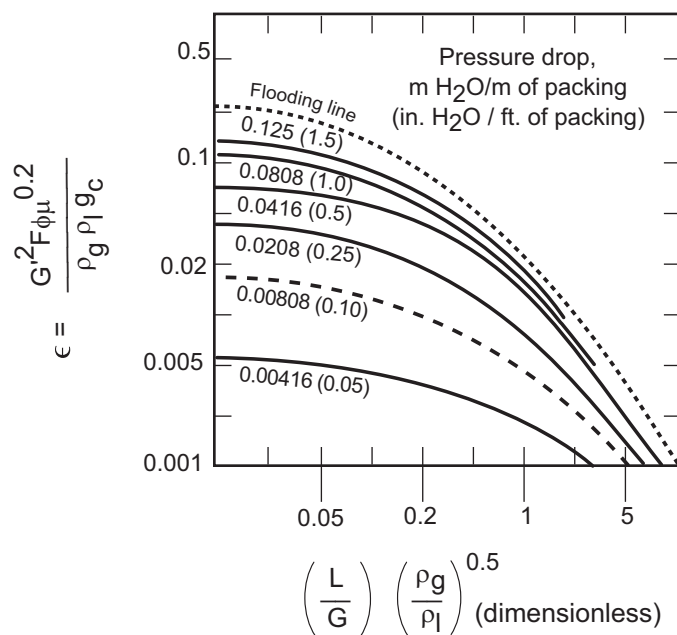 0.5
Pressure drop,
m H₂O/m of packing
(in. H₂O / ft. of packing)
Flooding line
0.125 (1.5)
0.1
0.0808 (1.0)
0.0416 (0.5)
0.0208 (0.25)
0.02
0.00808 (0.10)
0.005
0.00416 (0.05)
0.001
ϵ = G'²Fϕμ^0.2 / ρg ρl gc
0.05 0.2 1 5
(L/G) (ρg/ρl)^0.5 (dimensionless)